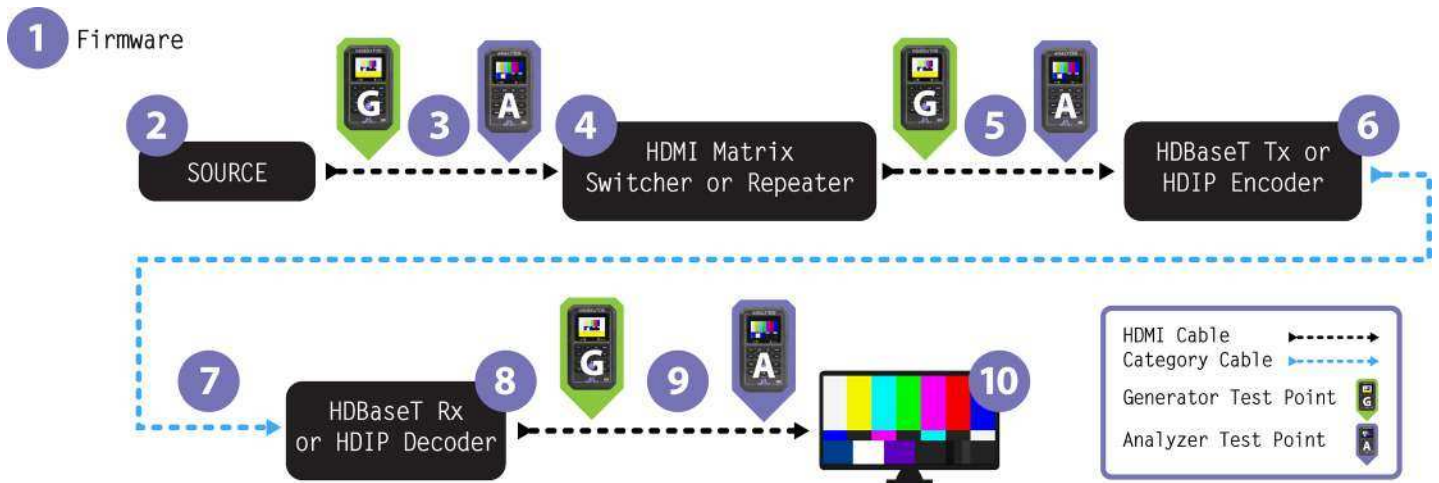 1 Firmware
G 3 A G 5 A
2 4 6
SOURCE
HDMI Matrix
Switcher or Repeater
HDBaseT Tx or
HDIP Encoder
G A
7 8 9 10
HDBaseT Rx
or HDIP Decoder
HDMI Cable
Category Cable
Generator Test Point G
Analyzer Test Point A